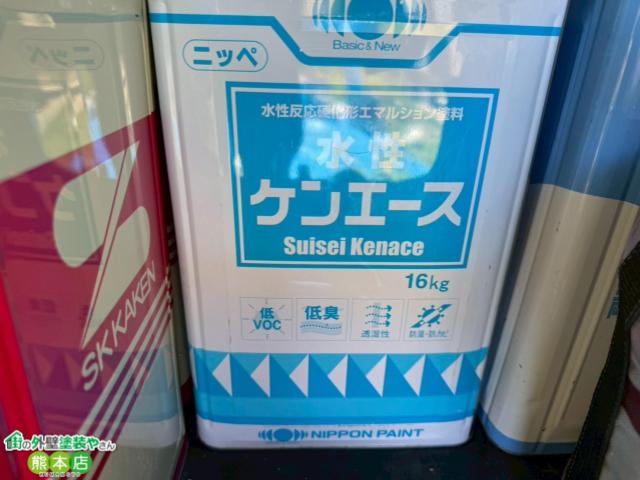 Basic & New
ニッペ
水性反応硬化形エマルション塗料
水性
ケンエース
Suisei Kenace
16kg
低
VOC
低臭
透湿性
防藻・防かび
NIPPON PAINT
SK KAKEN
街の外壁塗装やさん
熊本店
KUMAMOTO